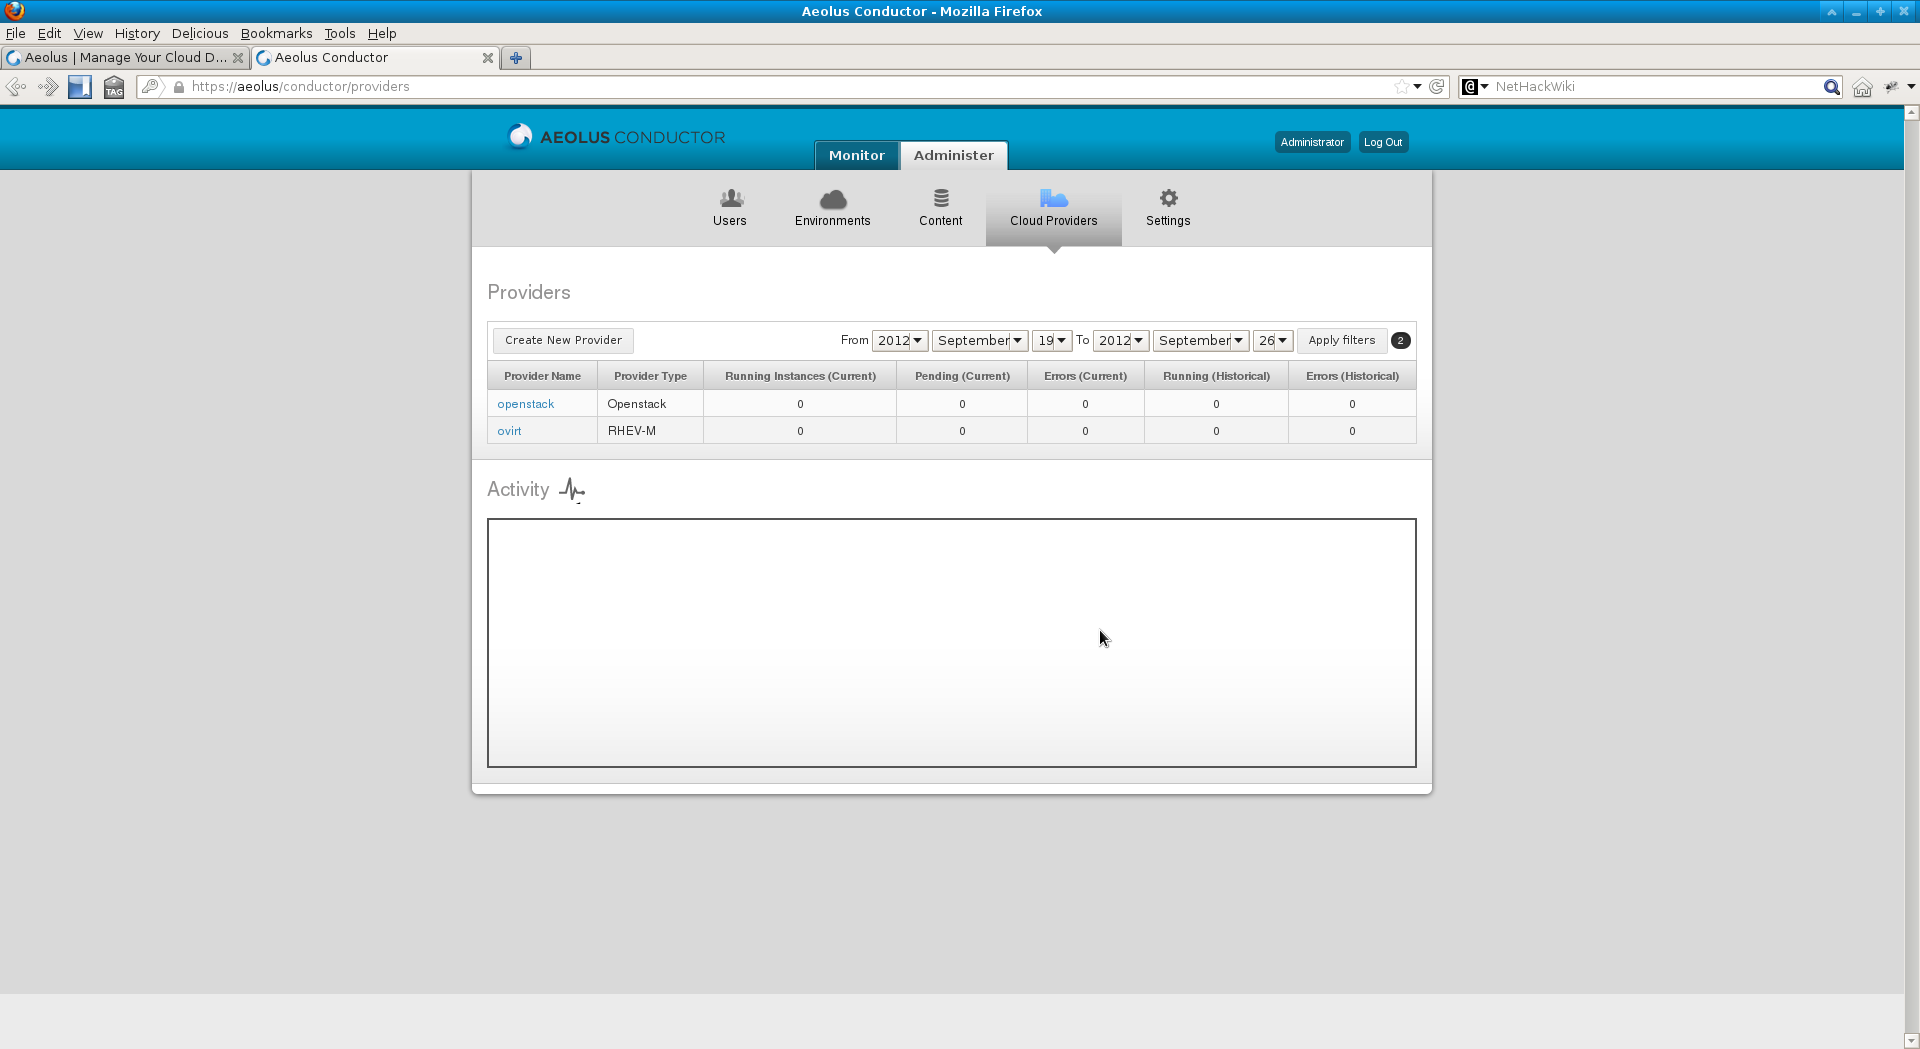 Aeolus Conductor - Mozilla Firefox
File Edit View History Delicious Bookmarks Tools Help
Aeolus | Manage Your Cloud D... Aeolus Conductor
TAG https://aeolus/conductor/providers @ NetHackWiki
AEOLUS CONDUCTOR Monitor Administer Administrator Log Out
Users Environments Content Cloud Providers Settings
Providers
Create New Provider From 2012 September 19 To 2012 September 26 Apply filters 2
Provider Name Provider Type Running Instances (Current) Pending (Current) Errors (Current) Running (Historical) Errors (Historical)
openstack Openstack 0 0 0 0 0
ovirt RHEV-M 0 0 0 0 0
Activity